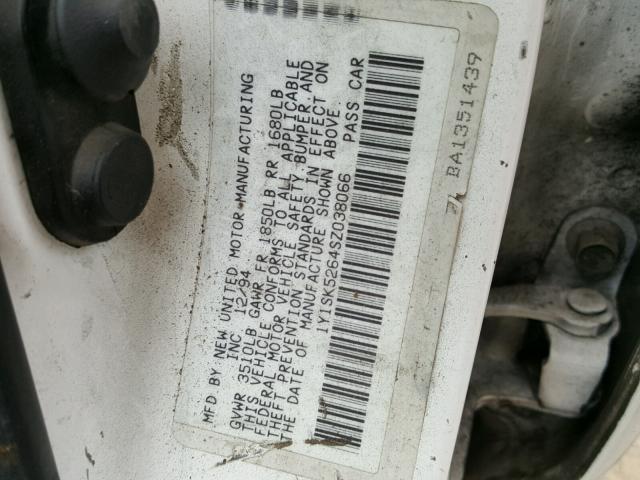 MFD BY NEW UNITED MOTOR MANUFACTURING
INC 12/94
GVWR 3510LB GAWR FR 1850LB RR 1680LB
THIS VEHICLE CONFORMS TO ALL APPLICABLE
FEDERAL MOTOR VEHICLE SAFETY, BUMPER AND
THEFT PREVENTION STANDARDS IN EFFECT ON
THE DATE OF MANUFACTURE SHOWN ABOVE.
1Y1SK5264SZ038066 PASS CAR
BA1351439